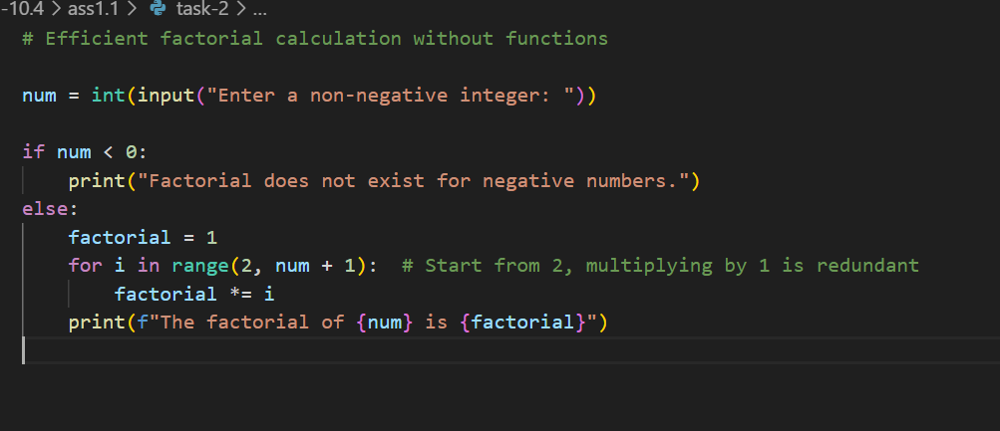 -10.4 > ass1.1 > task-2 > ...
# Efficient factorial calculation without functions
num = int(input("Enter a non-negative integer: "))
if num < 0:
    print("Factorial does not exist for negative numbers.")
else:
    factorial = 1
    for i in range(2, num + 1):  # Start from 2, multiplying by 1 is redundant
        factorial *= i
    print(f"The factorial of {num} is {factorial}")